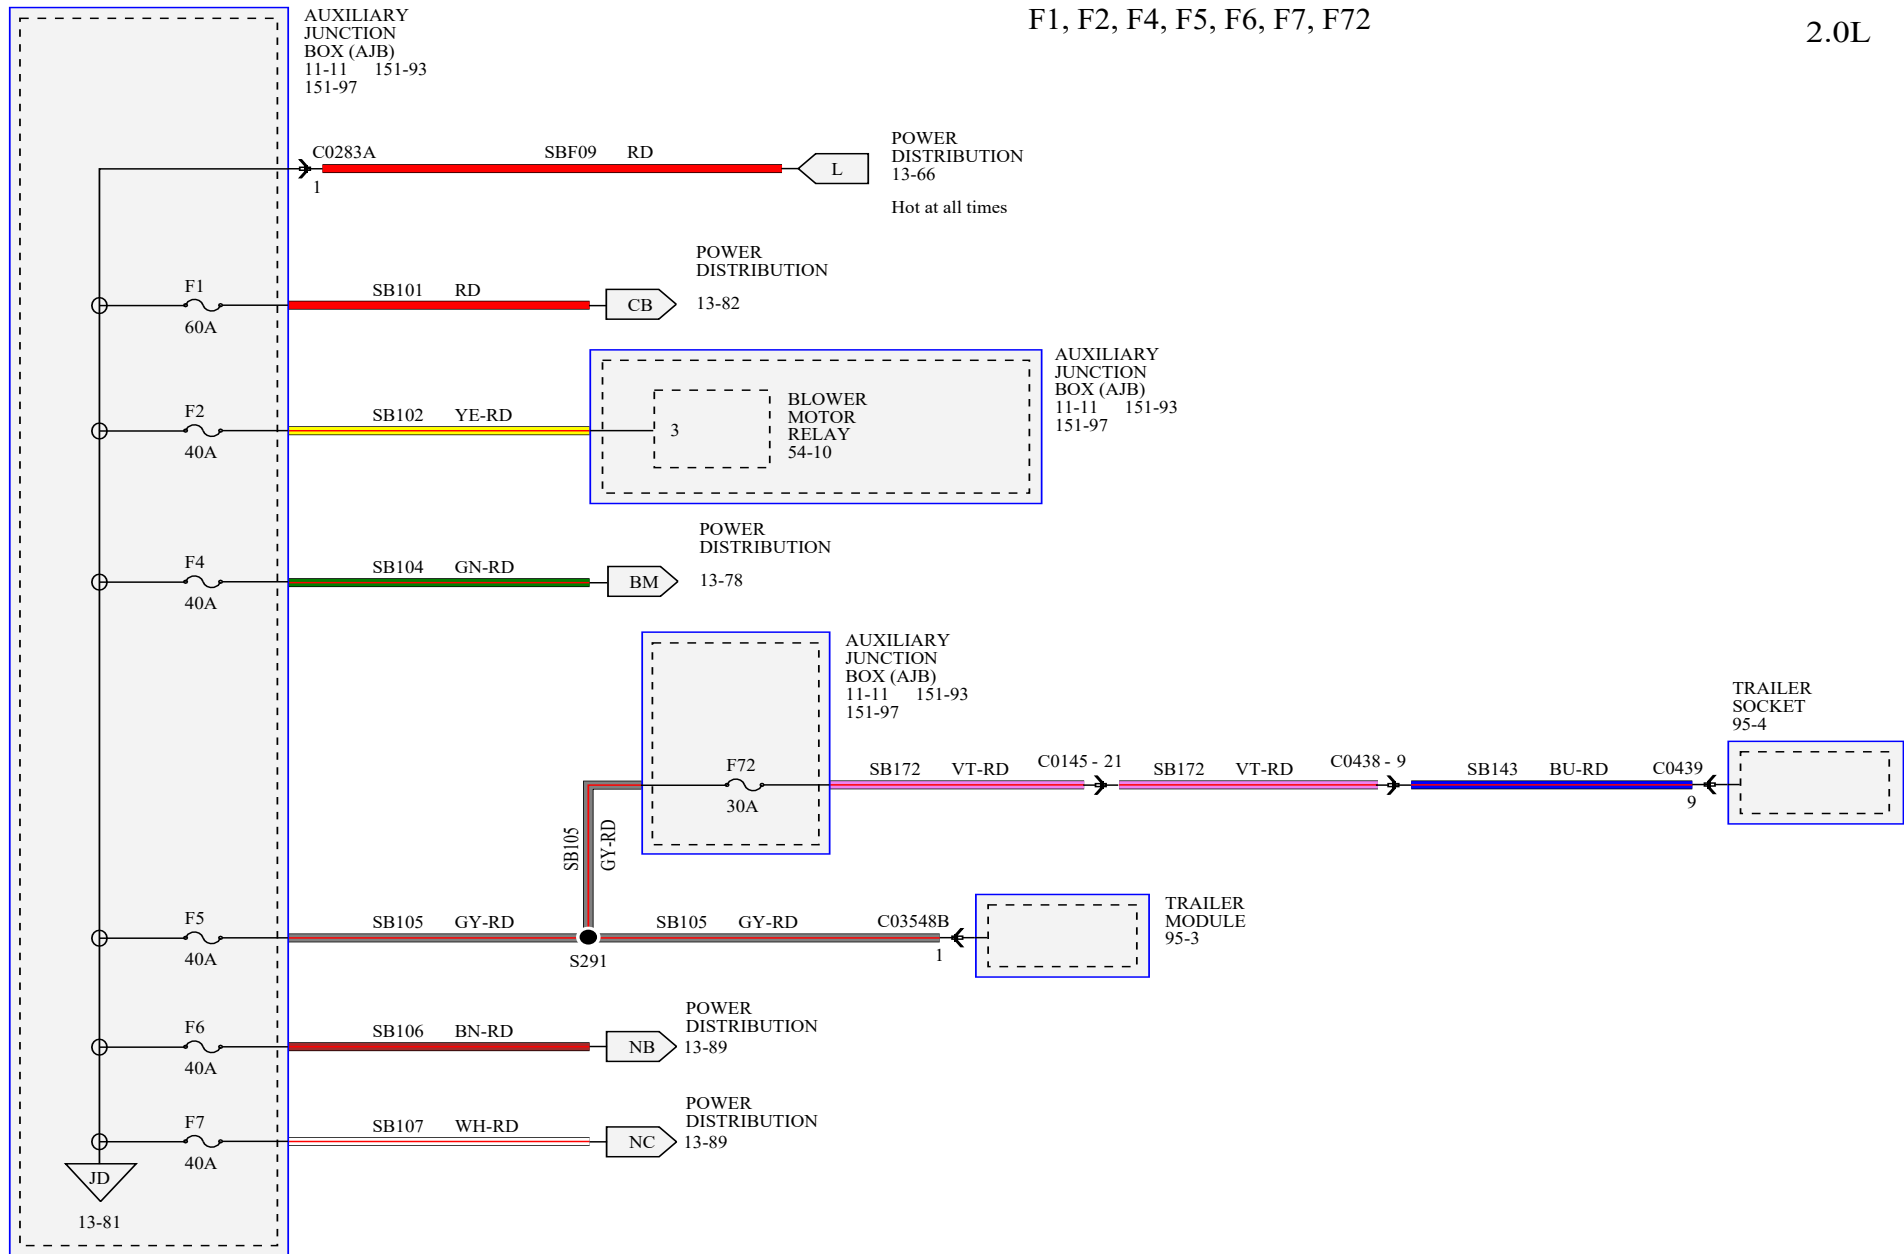 F1, F2, F4, F5, F6, F7, F72
2.0L
AUXILIARY
JUNCTION
BOX (AJB)
11-11 151-93
151-97
C0283A
1
SBF09 RD
L
POWER
DISTRIBUTION
13-66
Hot at all times
F1
60A
SB101 RD
CB
POWER
DISTRIBUTION
13-82
F2
40A
SB102 YE-RD
3
BLOWER
MOTOR
RELAY
54-10
AUXILIARY
JUNCTION
BOX (AJB)
11-11 151-93
151-97
F4
40A
SB104 GN-RD
BM
POWER
DISTRIBUTION
13-78
AUXILIARY
JUNCTION
BOX (AJB)
11-11 151-93
151-97
F72
30A
SB172 VT-RD
C0145 - 21
SB172 VT-RD
C0438 - 9
SB143 BU-RD
C0439
9
TRAILER
SOCKET
95-4
SB105
GY-RD
F5
40A
SB105 GY-RD
S291
SB105 GY-RD
C03548B
1
TRAILER
MODULE
95-3
F6
40A
SB106 BN-RD
NB
POWER
DISTRIBUTION
13-89
F7
40A
SB107 WH-RD
NC
POWER
DISTRIBUTION
13-89
JD
13-81